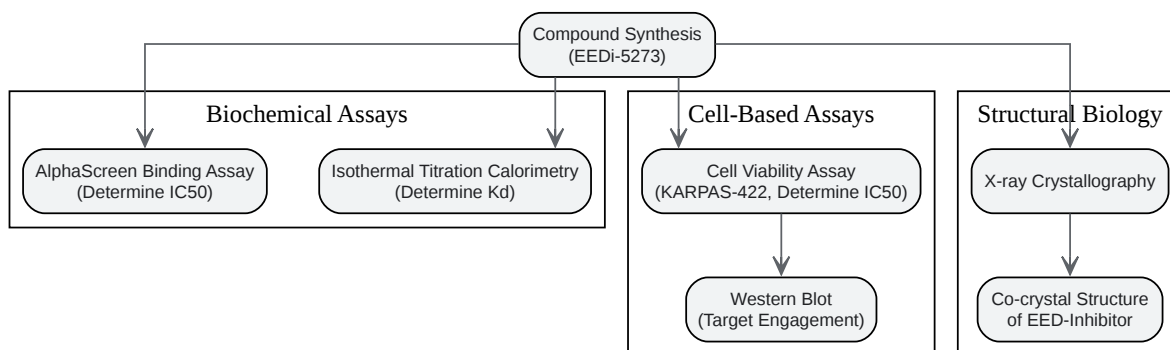 Compound Synthesis
(EEDi-5273)
Biochemical Assays
Cell-Based Assays
Structural Biology
AlphaScreen Binding Assay
(Determine IC50)
Isothermal Titration Calorimetry
(Determine Kd)
Cell Viability Assay
(KARPAS-422, Determine IC50)
X-ray Crystallography
Western Blot
(Target Engagement)
Co-crystal Structure
of EED-Inhibitor